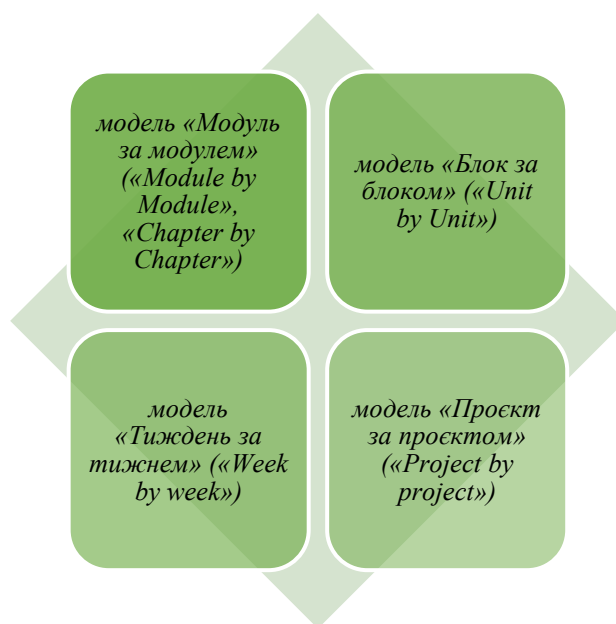 модель «Модуль
за модулем»
(«Module by
Module»,
«Chapter by
Chapter»)
модель «Блок за
блоком» («Unit
by Unit»)
модель
«Тиждень за
тижнем» («Week
by week»)
модель «Проєкт
за проєктом»
(«Project by
project»)